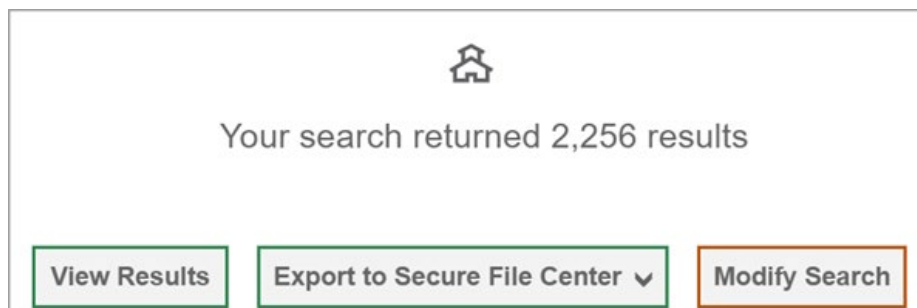 Your search returned 2,256 results
View Results
Export to Secure File Center
Modify Search